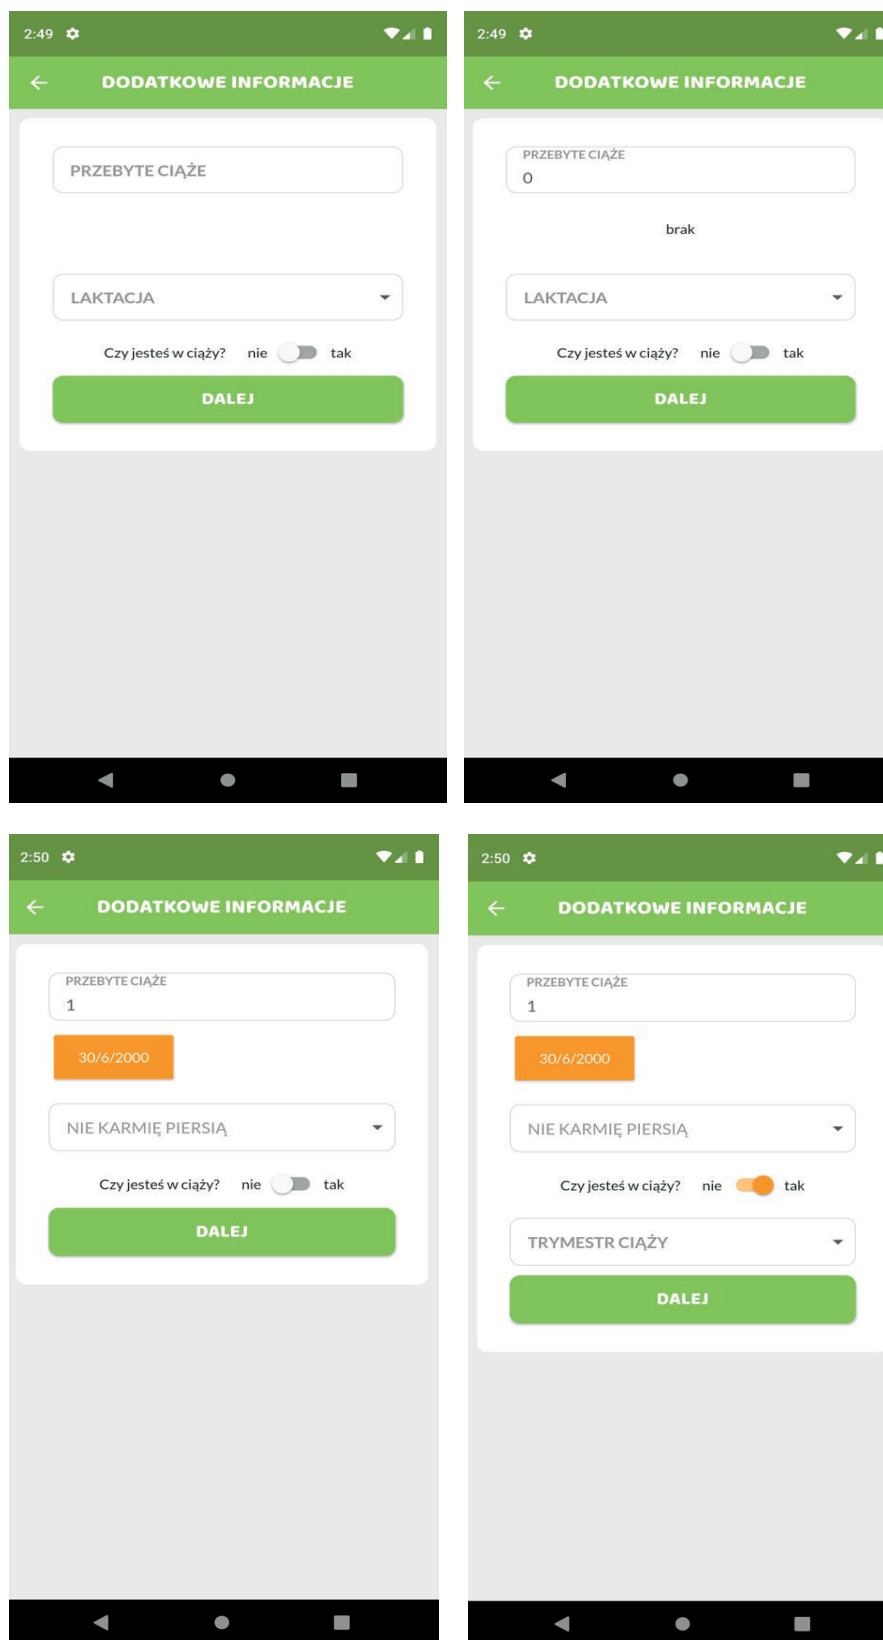 2:49
DODATKOWE INFORMACJE
PRZEBYTE CIĄŻE
LAKTACJA
Czy jesteś w ciąży? nie tak
DALEJ
2:49
DODATKOWE INFORMACJE
PRZEBYTE CIĄŻE
0
brak
LAKTACJA
Czy jesteś w ciąży? nie tak
DALEJ
2:50
DODATKOWE INFORMACJE
PRZEBYTE CIĄŻE
1
30/6/2000
NIE KARMIĘ PIERSIĄ
Czy jesteś w ciąży? nie tak
DALEJ
2:50
DODATKOWE INFORMACJE
PRZEBYTE CIĄŻE
1
30/6/2000
NIE KARMIĘ PIERSIĄ
Czy jesteś w ciąży? nie tak
TRYMESTR CIĄŻY
DALEJ